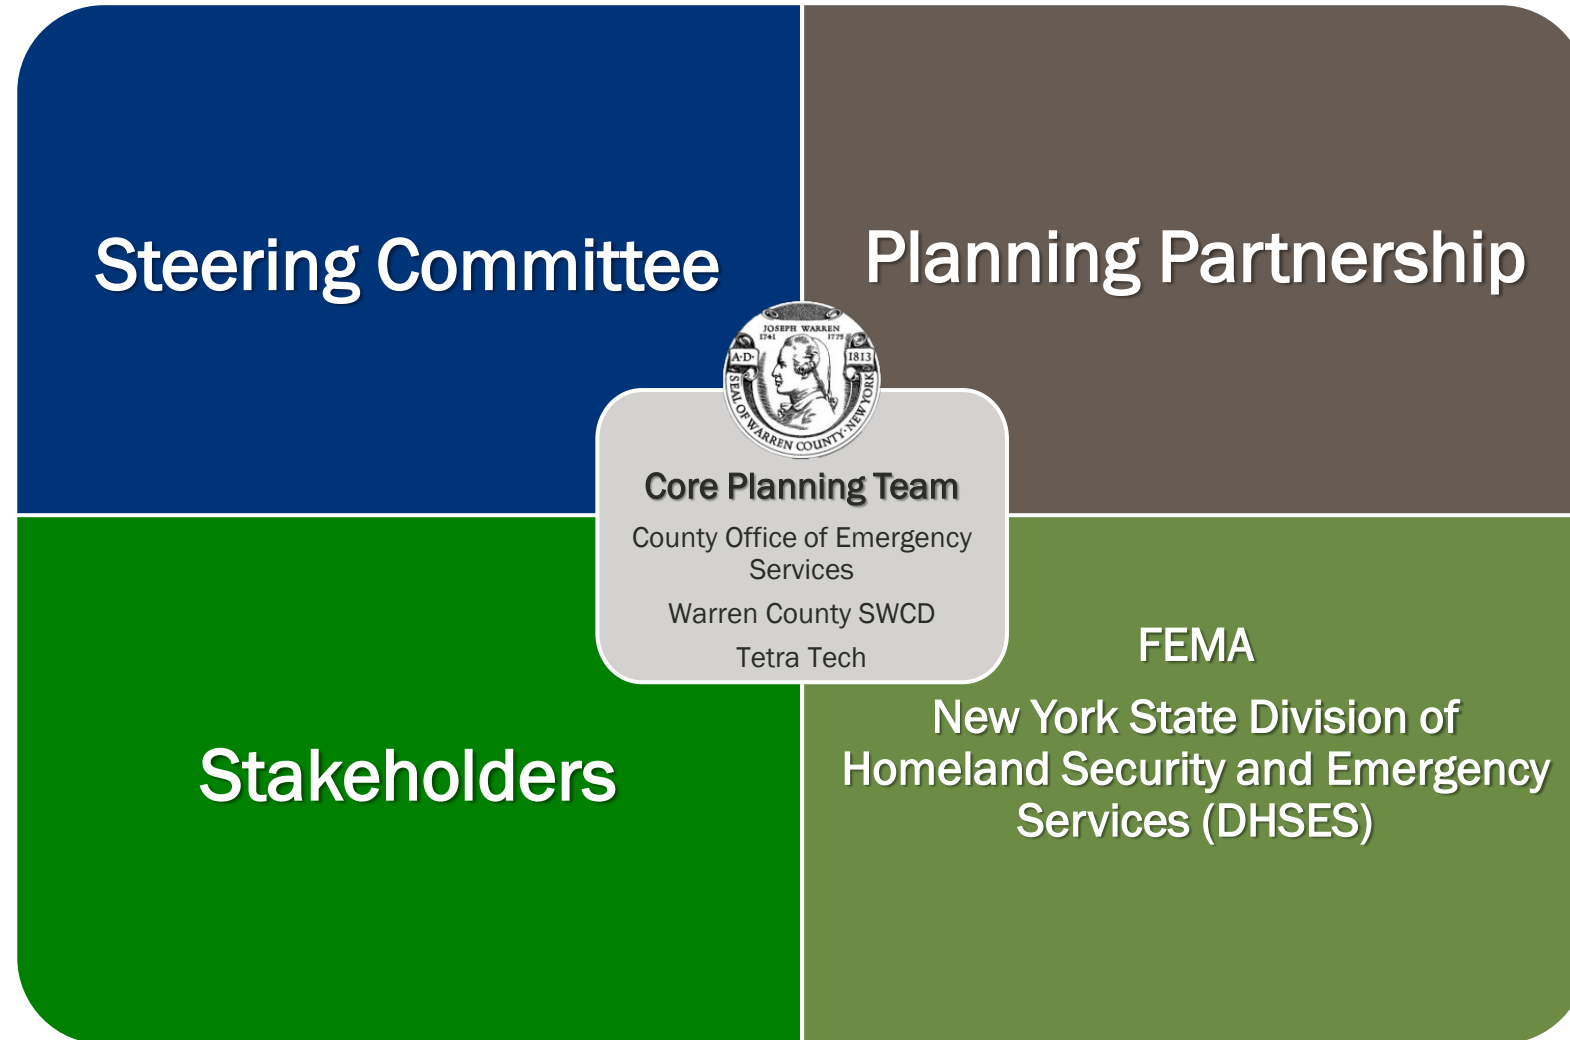 Steering Committee
Planning Partnership
JOSEPH WARREN
1741 1775
A·D· 1813
SEAL OF WARREN COUNTY · NEW YORK
Core Planning Team
County Office of Emergency
Services
Warren County SWCD
Tetra Tech
Stakeholders
FEMA
New York State Division of
Homeland Security and Emergency
Services (DHSES)